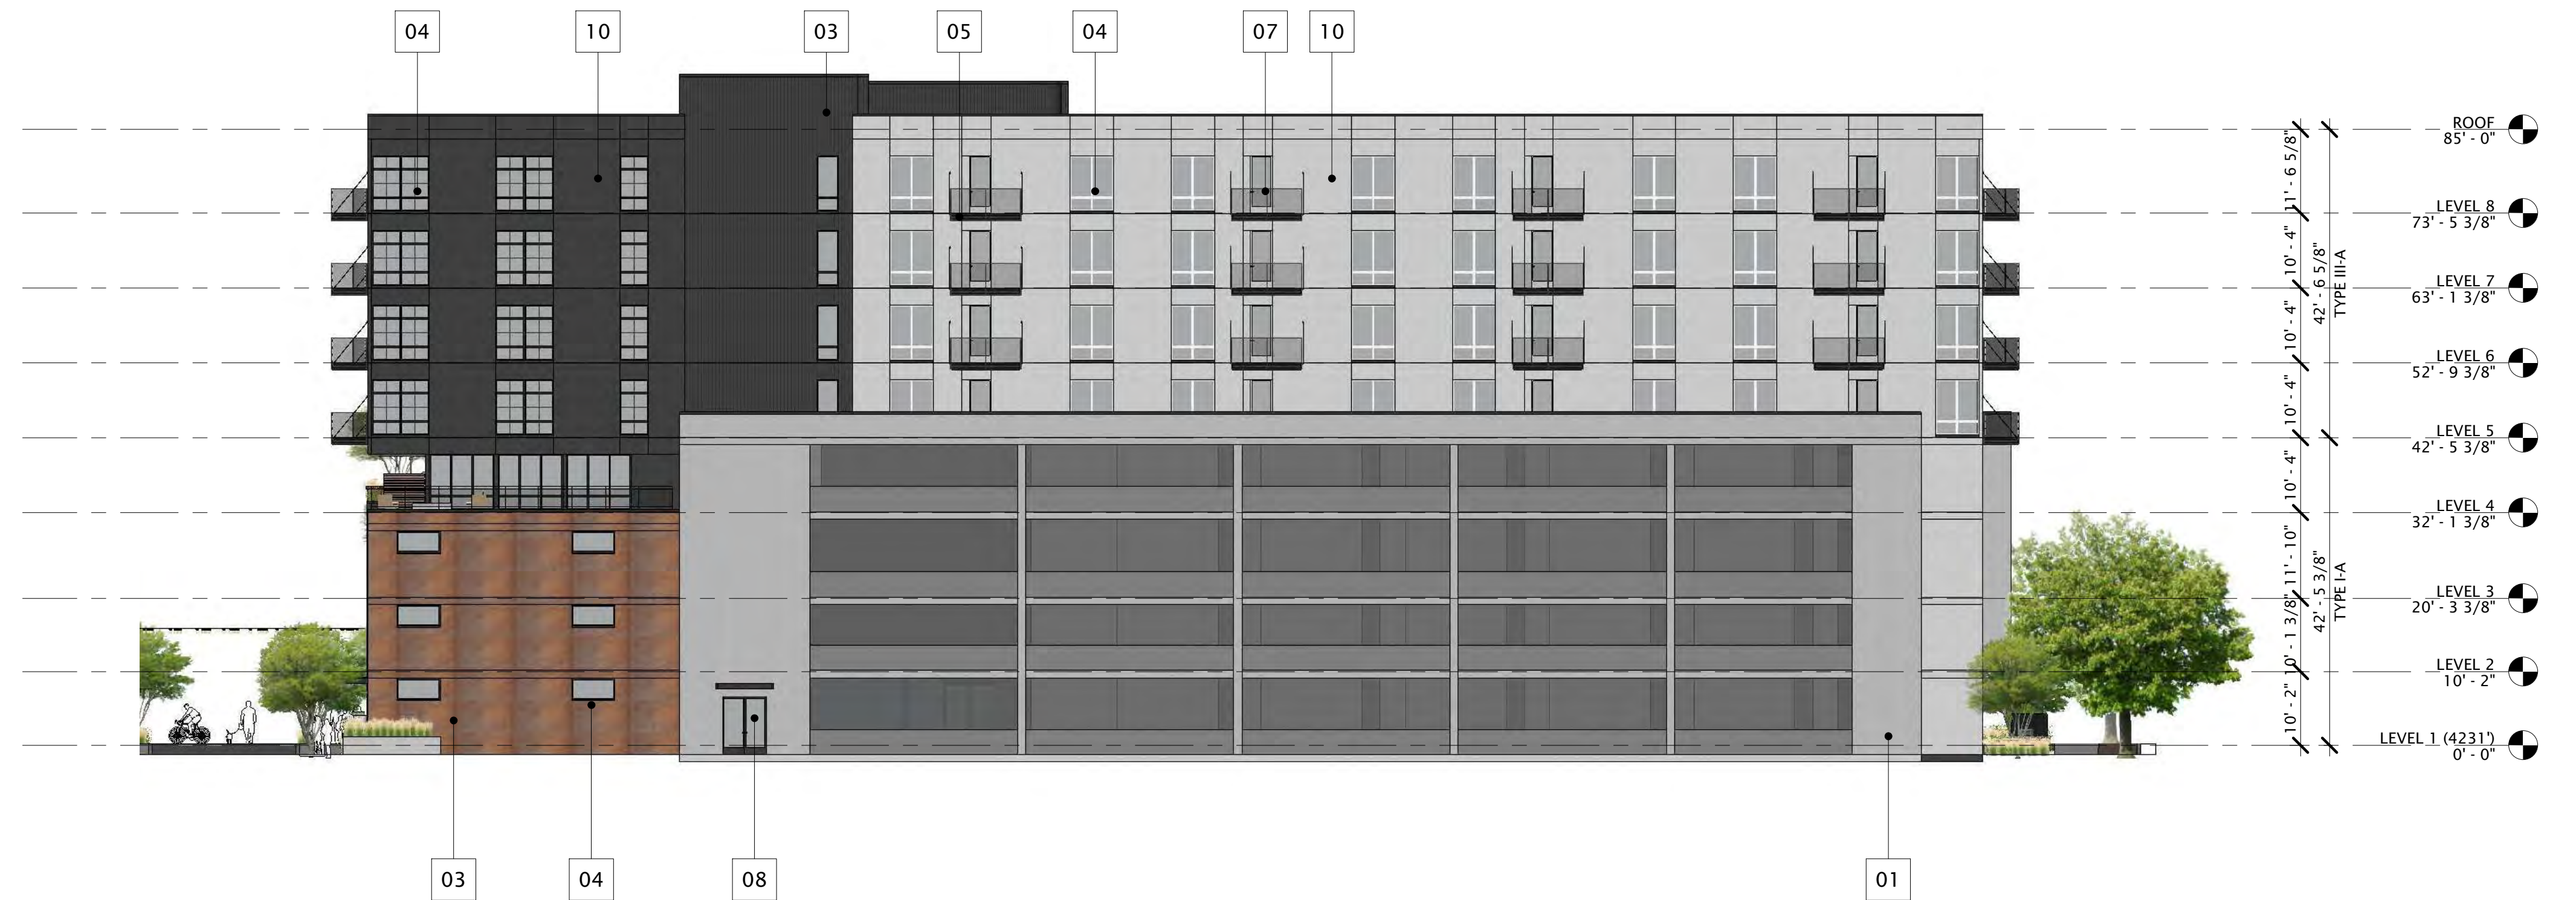 04
10
03
05
04
07
10
ROOF
85' - 0"
11' - 6 5/8"
LEVEL 8
73' - 5 3/8"
10' - 4"
LEVEL 7
63' - 1 3/8"
42' - 6 5/8"
TYPE III-A
10' - 4"
LEVEL 6
52' - 9 3/8"
10' - 4"
LEVEL 5
42' - 5 3/8"
10' - 4"
LEVEL 4
32' - 1 3/8"
11' - 10"
42' - 5 3/8"
TYPE I-A
LEVEL 3
20' - 3 3/8"
10' - 1 3/8"
LEVEL 2
10' - 2"
10' - 2"
LEVEL 1 (4231')
0' - 0"
03
04
08
01